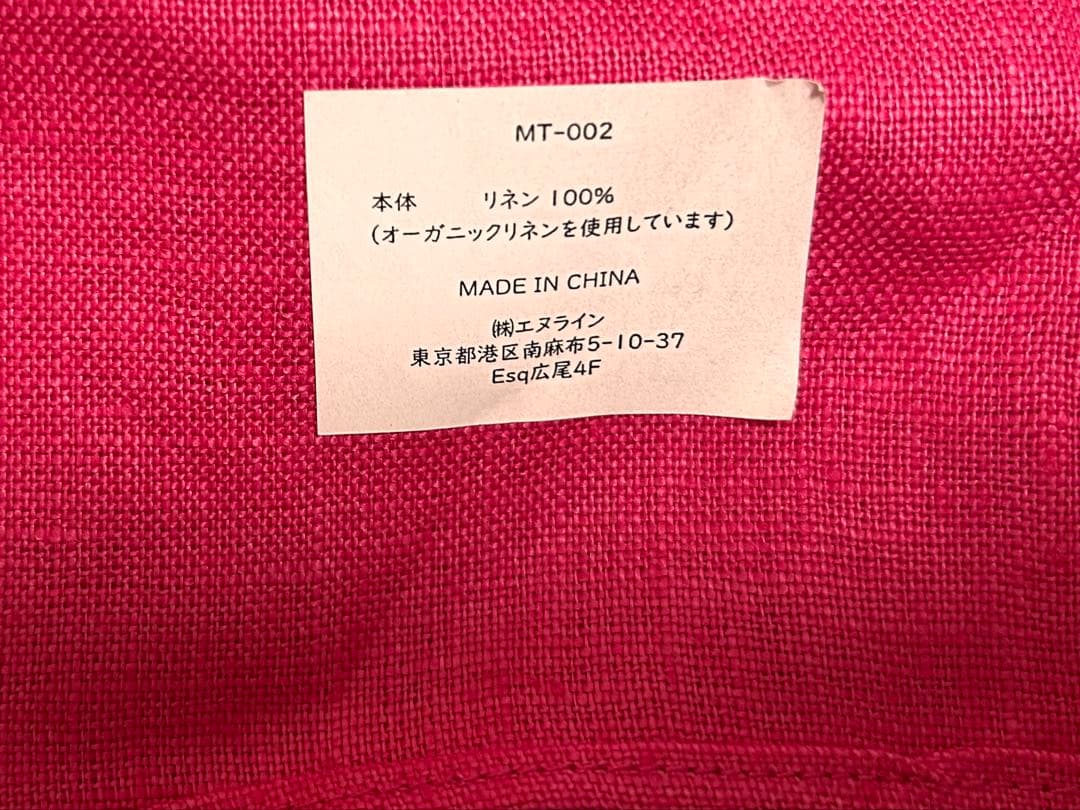 MT-002
本体 リネン 100%
(オーガニックリネンを使用しています)
MADE IN CHINA
㈱エヌライン
東京都港区南麻布5-10-37
Esq広尾4F